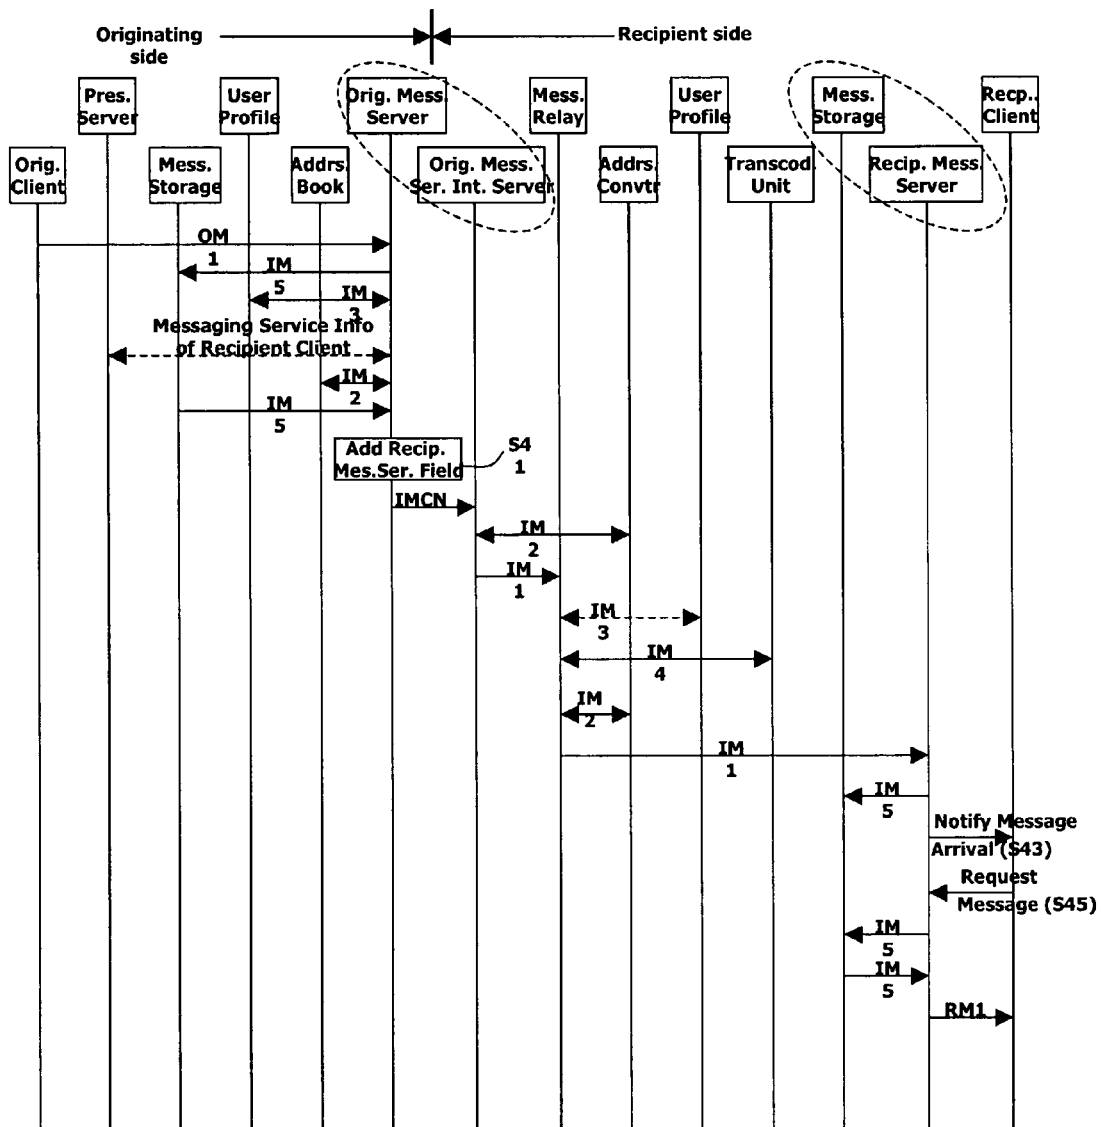 Originating
side
Recipient side
Pres.
Server
User
Profile
Orig. Mess.
Server
Mess.
Relay
User
Profile
Mess.
Storage
Recp..
Client
Orig.
Client
Mess.
Storage
Addrs.
Book
Orig. Mess.
Ser. Int. Server
Addrs.
Convtr
Transcod.
Unit
Recip. Mess.
Server
OM
1
IM
5
IM
3
Messaging Service Info
of Recipient Client
IM
2
IM
5
Add Recip.
Mes.Ser. Field
S4
1
IMCN
IM
2
IM
1
IM
3
IM
4
IM
2
IM
1
IM
5
Notify Message
Arrival (S43)
Request
Message (S45)
IM
5
IM
5
RM1